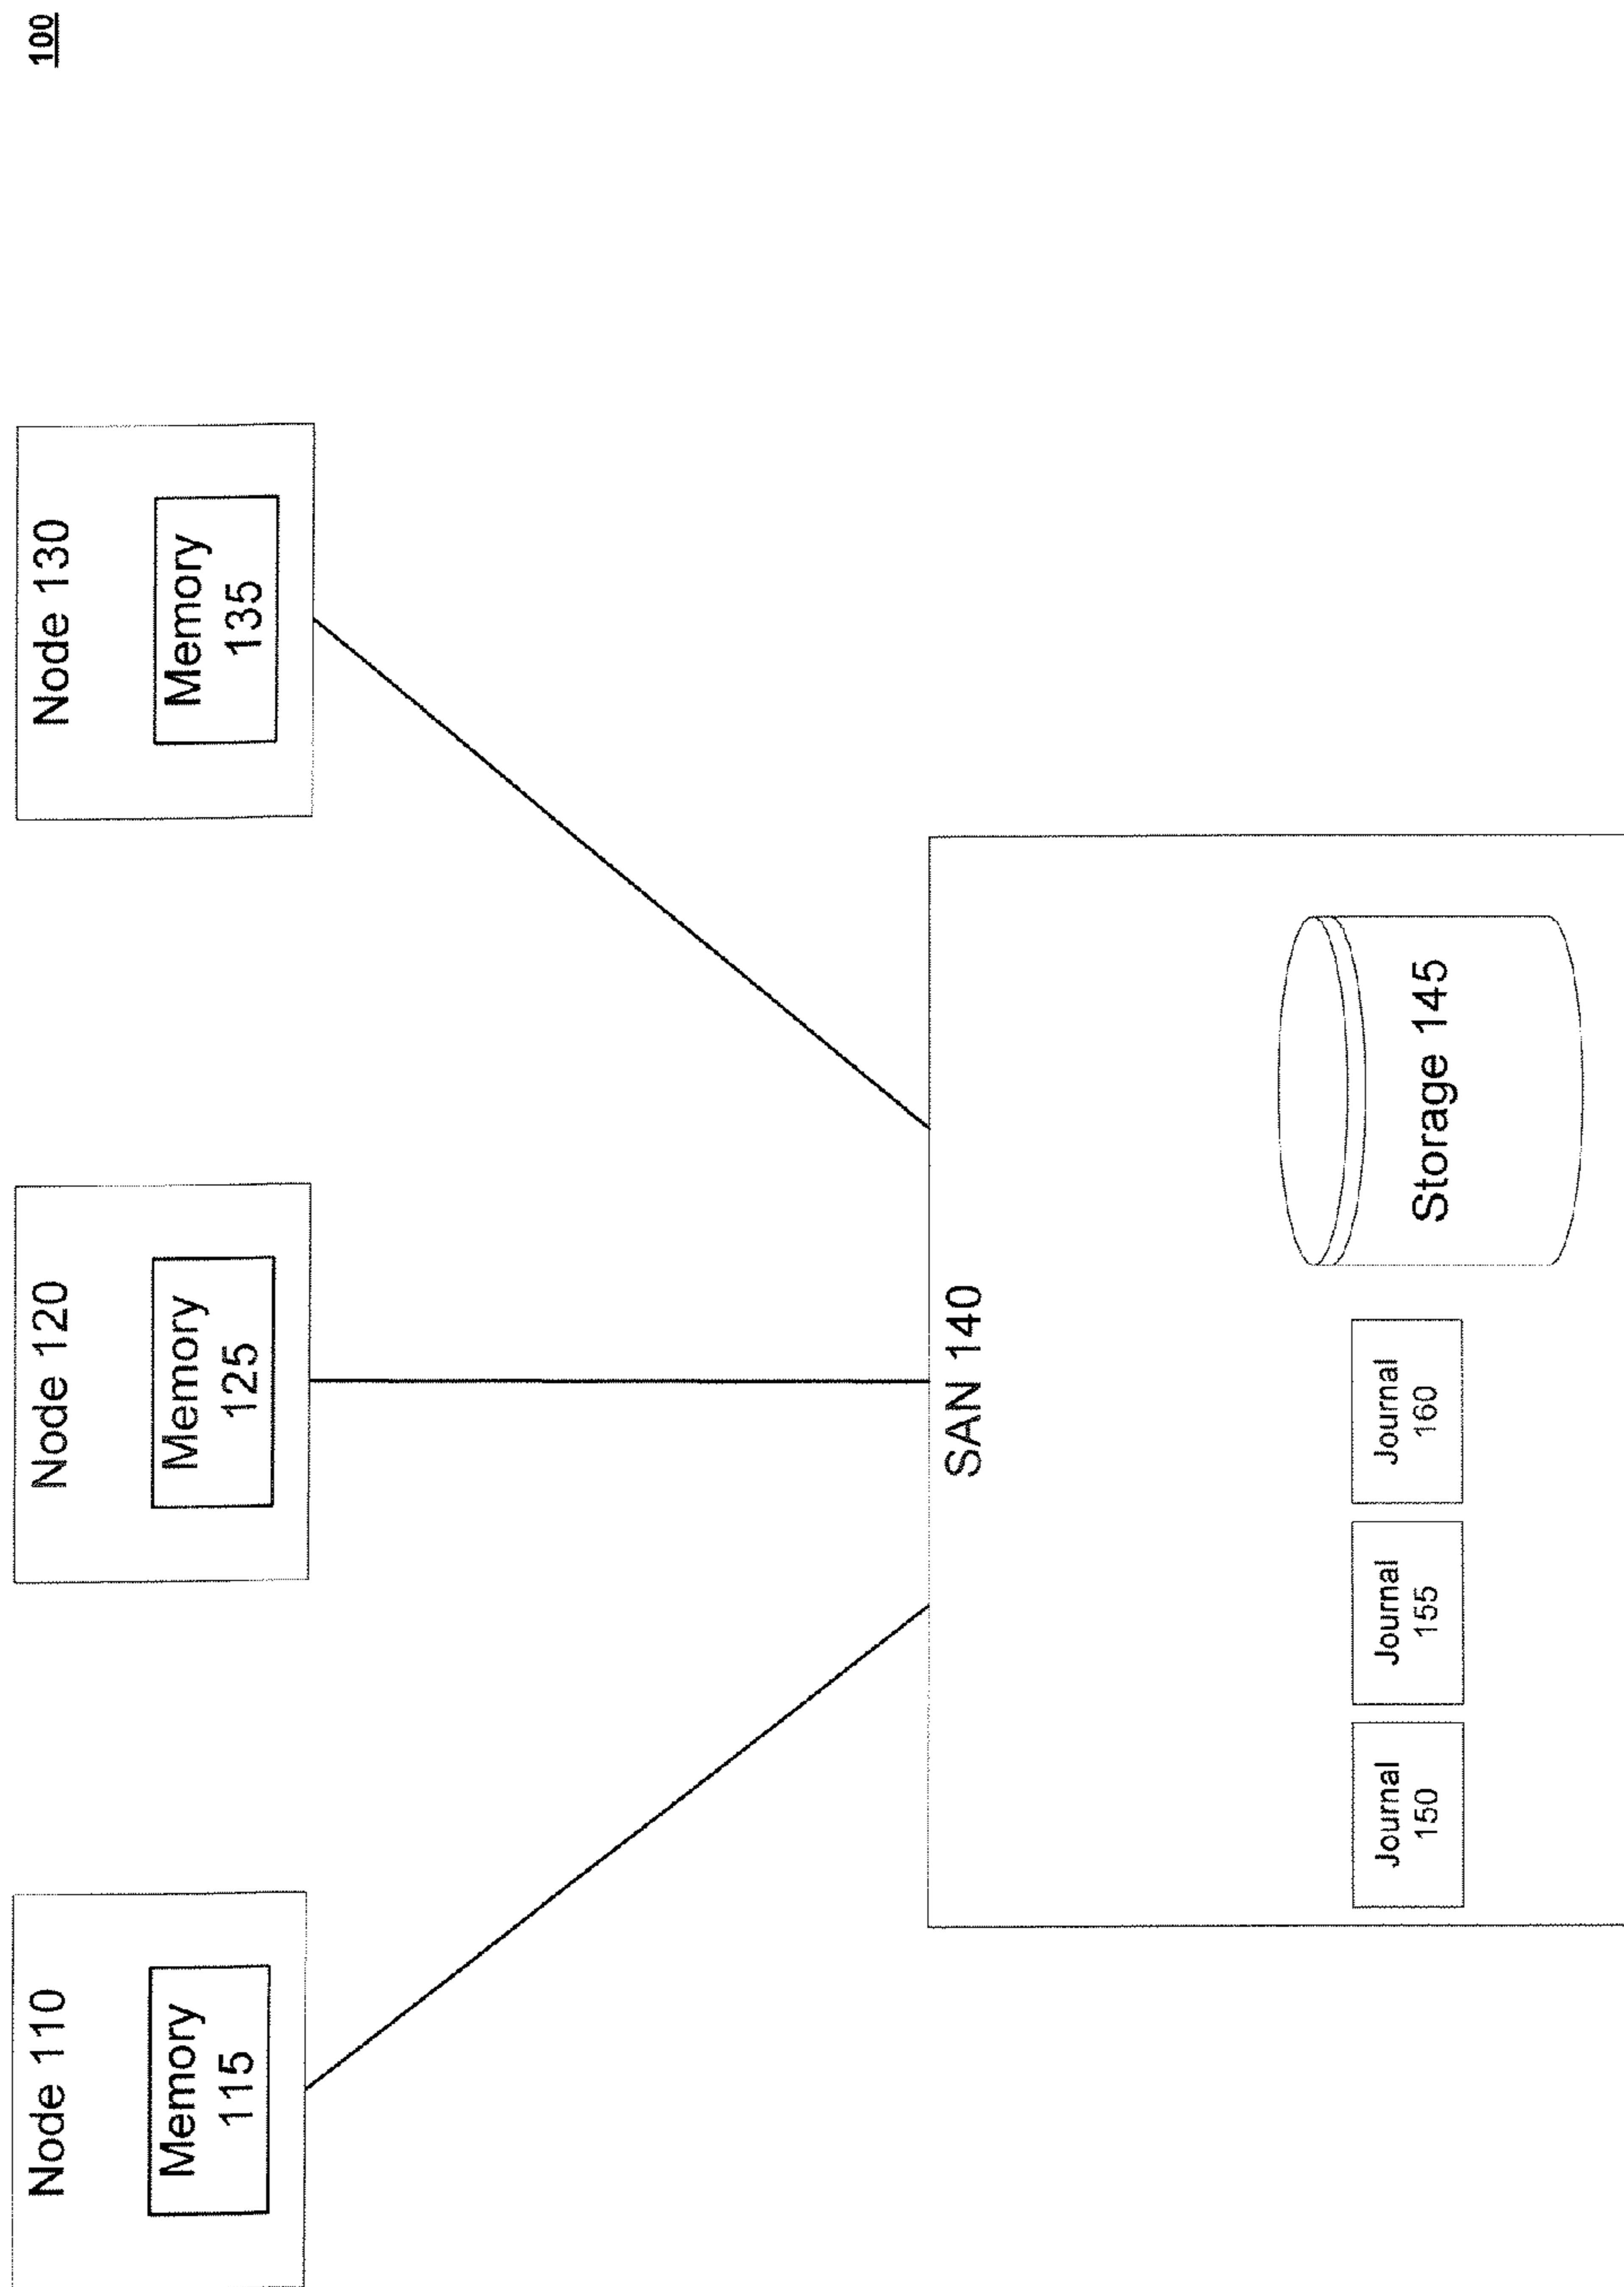 100
Node 110
Memory
115
Node 120
Memory
125
Node 130
Memory
135
SAN 140
Journal
150
Journal
155
Journal
160
Storage 145